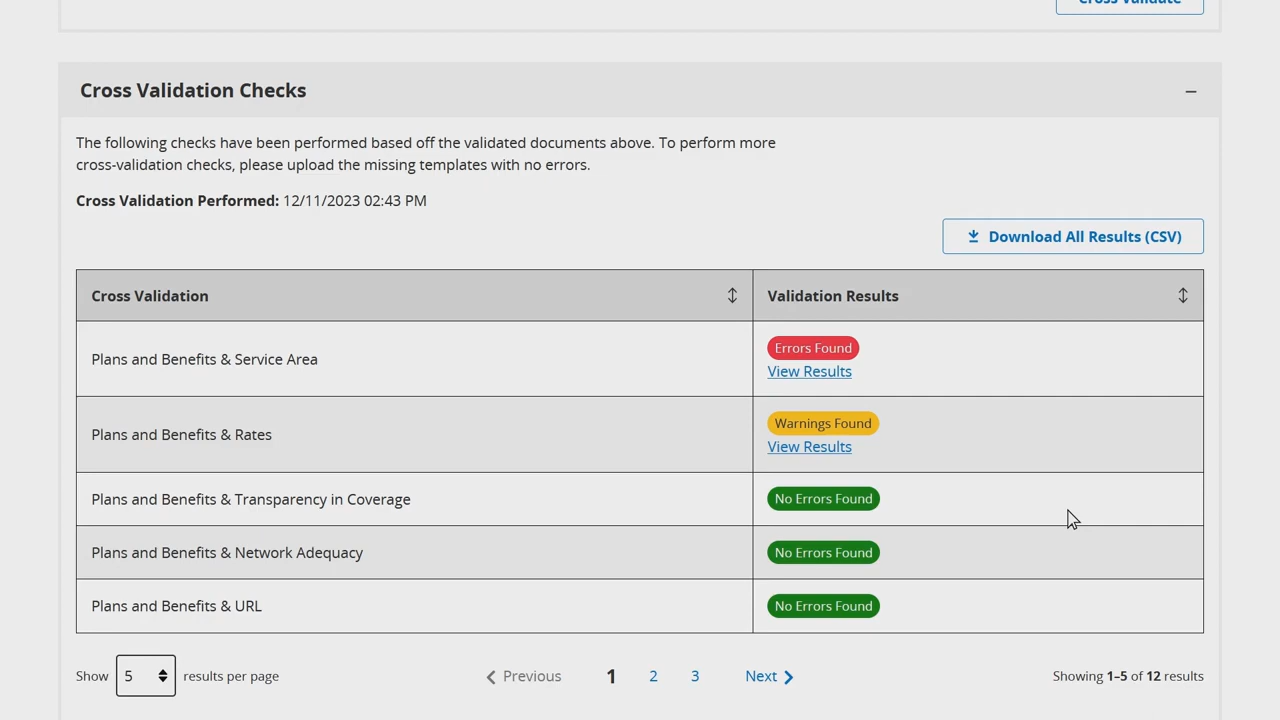 Cross Validate
Cross Validation Checks
The following checks have been performed based off the validated documents above. To perform more
cross-validation checks, please upload the missing templates with no errors.
Cross Validation Performed: 12/11/2023 02:43 PM
Download All Results (CSV)
Cross Validation
Validation Results
Plans and Benefits & Service Area
Errors Found
View Results
Plans and Benefits & Rates
Warnings Found
View Results
Plans and Benefits & Transparency in Coverage
No Errors Found
Plans and Benefits & Network Adequacy
No Errors Found
Plans and Benefits & URL
No Errors Found
Show 5 results per page
Previous 1 2 3 Next
Showing 1–5 of 12 results